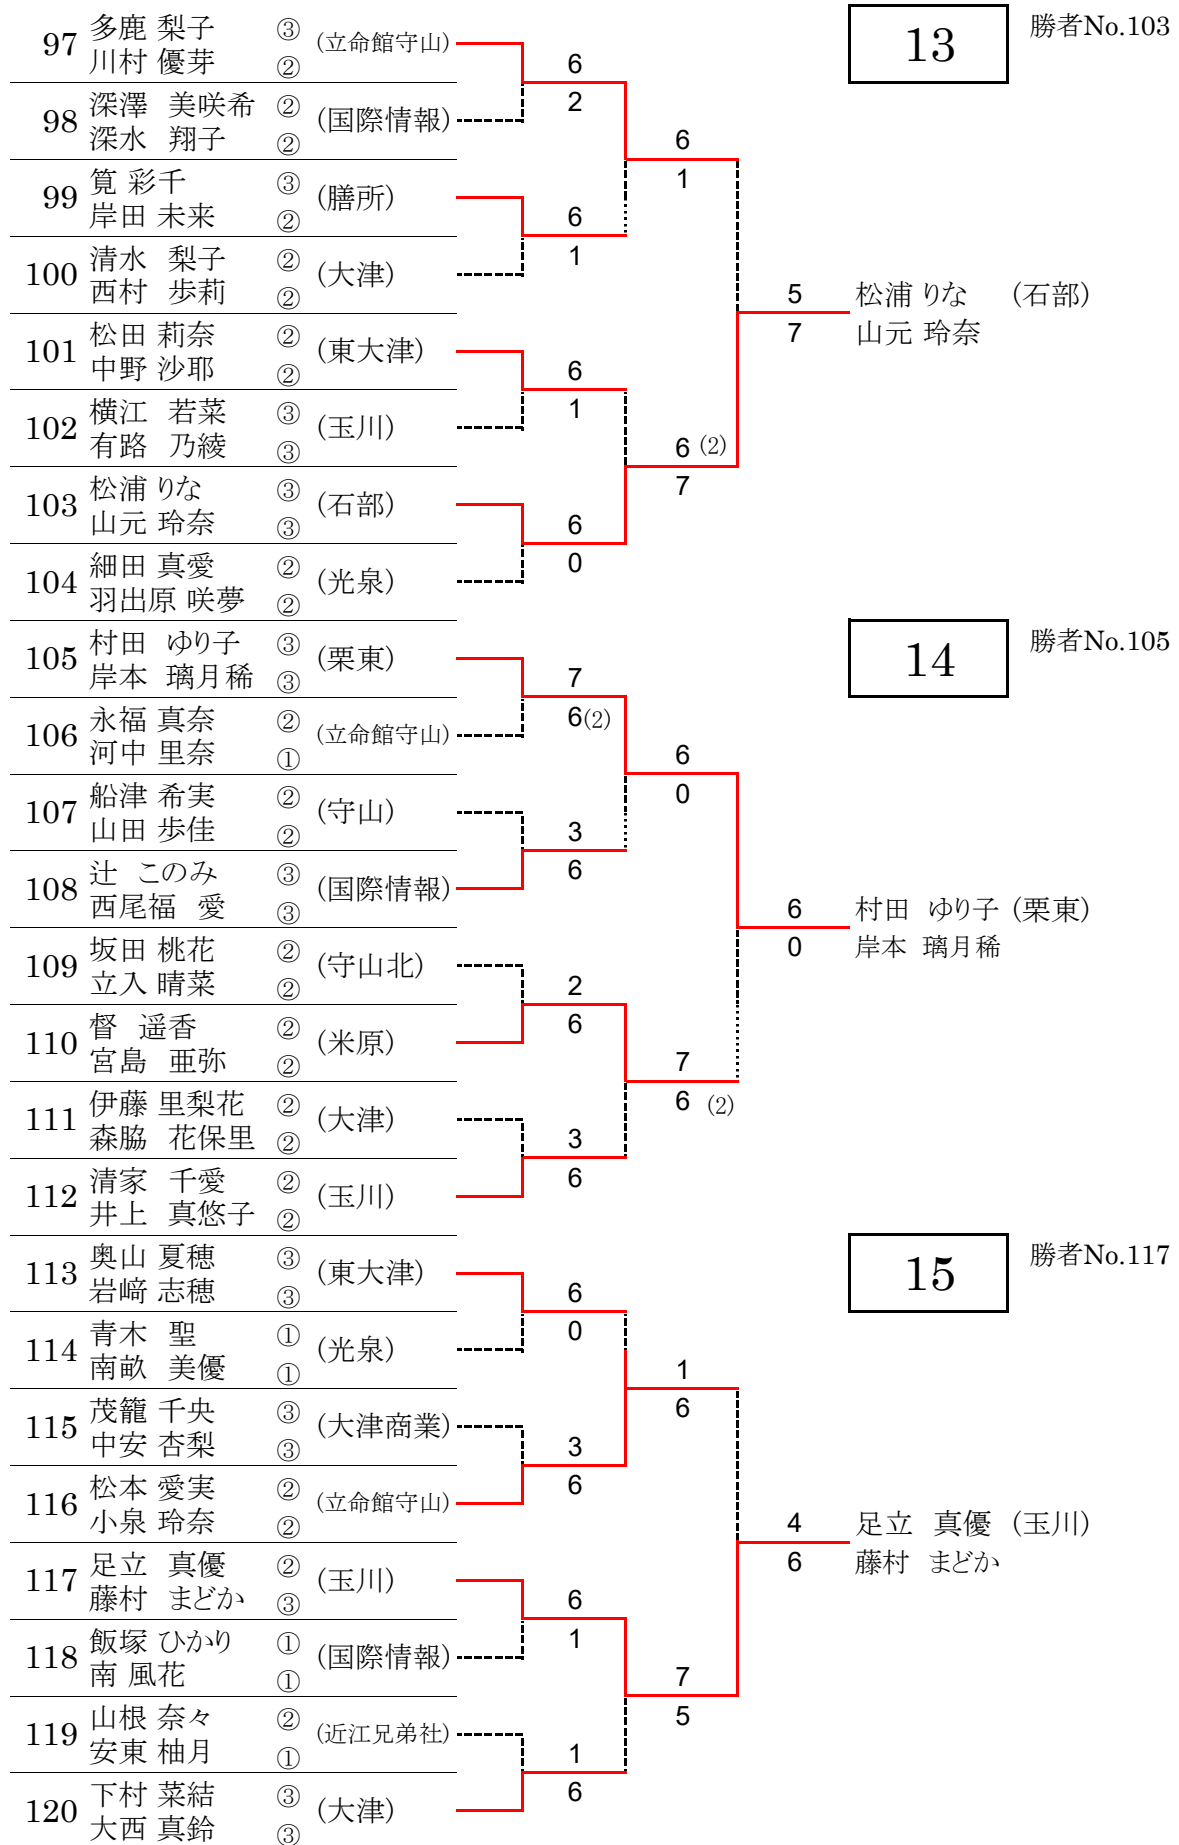 13 勝者No.103
97 多鹿 梨子 ③ (立命館守山)
川村 優芽 ②
6
2
98 深澤 美咲希 ② (国際情報)
深水 翔子 ②
6
1
99 筧 彩千 ③ (膳所)
岸田 未来 ②
6
1
100 清水 梨子 ② (大津)
西村 歩莉 ②
5 松浦 りな (石部)
7 山元 玲奈
101 松田 莉奈 ② (東大津)
中野 沙耶 ②
6
1
102 横江 若菜 ③ (玉川)
有路 乃綾 ③
6 (2)
7
103 松浦 りな ③ (石部)
山元 玲奈 ③
6
0
104 細田 真愛 ② (光泉)
羽出原 咲夢 ②
14 勝者No.105
105 村田 ゆり子 ③ (栗東)
岸本 璃月稀 ③
7
6(2)
106 永福 真奈 ② (立命館守山)
河中 里奈 ①
6
0
107 船津 希実 ② (守山)
山田 歩佳 ②
3
6
108 辻 このみ ③ (国際情報)
西尾福 愛 ③
6 村田 ゆり子 (栗東)
0 岸本 璃月稀
109 坂田 桃花 ② (守山北)
立入 晴菜 ②
2
6
110 督 遥香 ② (米原)
宮島 亜弥 ②
7
6 (2)
111 伊藤 里梨花 ② (大津)
森脇 花保里 ②
3
6
112 清家 千愛 ② (玉川)
井上 真悠子 ②
15 勝者No.117
113 奥山 夏穂 ③ (東大津)
岩﨑 志穂 ③
6
0
114 青木 聖 ① (光泉)
南畝 美優 ①
1
6
115 茂籠 千央 ③ (大津商業)
中安 杏梨 ③
3
6
116 松本 愛実 ② (立命館守山)
小泉 玲奈 ②
4 足立 真優 (玉川)
6 藤村 まどか
117 足立 真優 ② (玉川)
藤村 まどか ③
6
1
118 飯塚 ひかり ① (国際情報)
南 風花 ①
7
5
119 山根 奈々 ② (近江兄弟社)
安東 柚月 ①
1
6
120 下村 菜結 ③ (大津)
大西 真鈴 ③